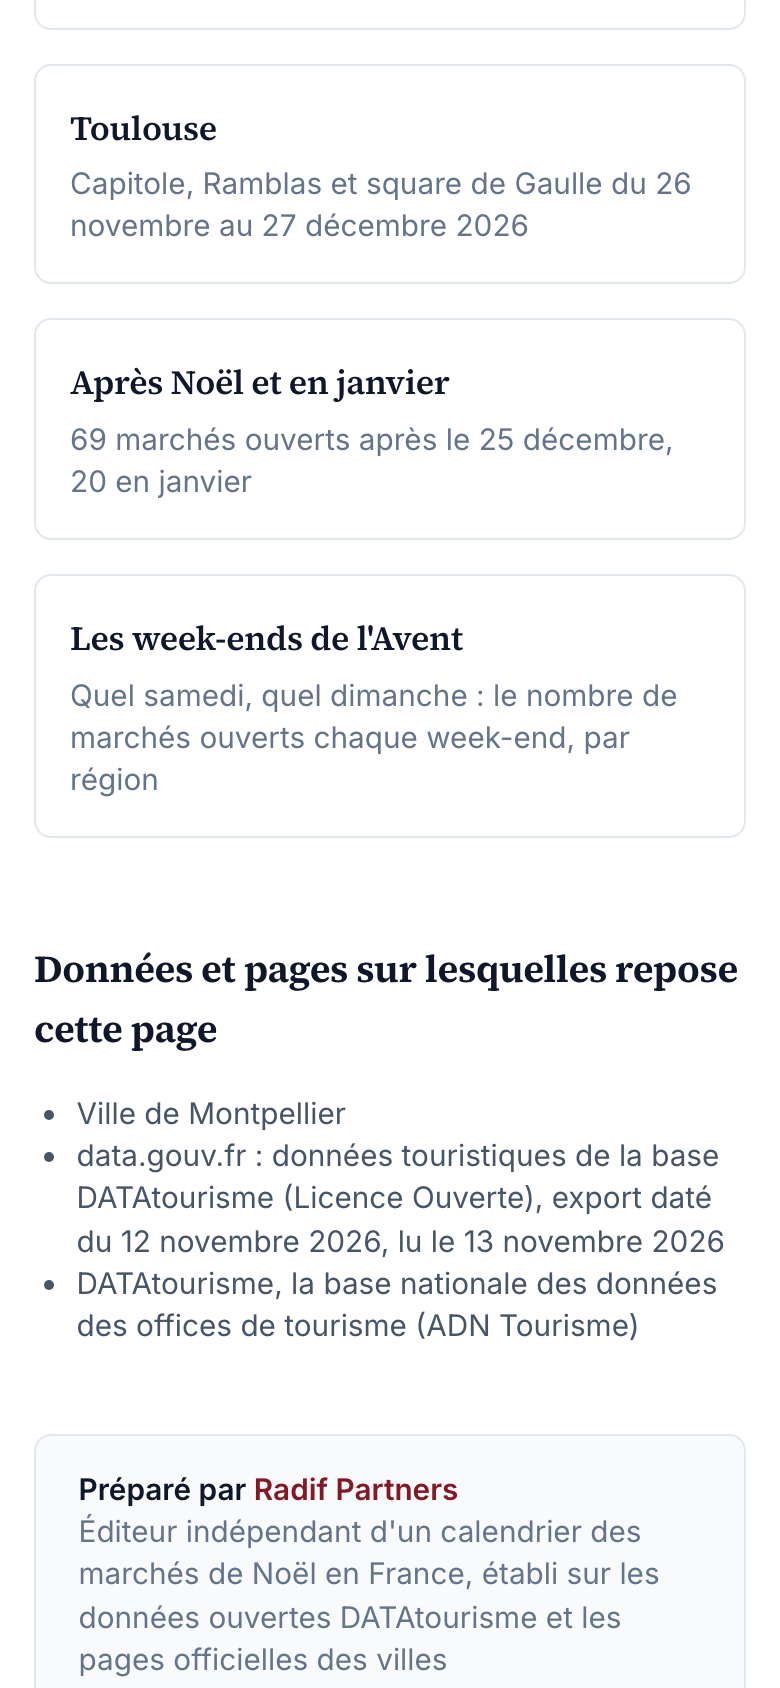 Toulouse
Capitole, Ramblas et square de Gaulle du 26
novembre au 27 décembre 2026
Après Noël et en janvier
69 marchés ouverts après le 25 décembre,
20 en janvier
Les week-ends de l'Avent
Quel samedi, quel dimanche : le nombre de
marchés ouverts chaque week-end, par
région
Données et pages sur lesquelles repose
cette page
• Ville de Montpellier
• data.gouv.fr : données touristiques de la base
DATAtourisme (Licence Ouverte), export daté
du 12 novembre 2026, lu le 13 novembre 2026
• DATAtourisme, la base nationale des données
des offices de tourisme (ADN Tourisme)
Préparé par Radif Partners
Éditeur indépendant d'un calendrier des
marchés de Noël en France, établi sur les
données ouvertes DATAtourisme et les
pages officielles des villes